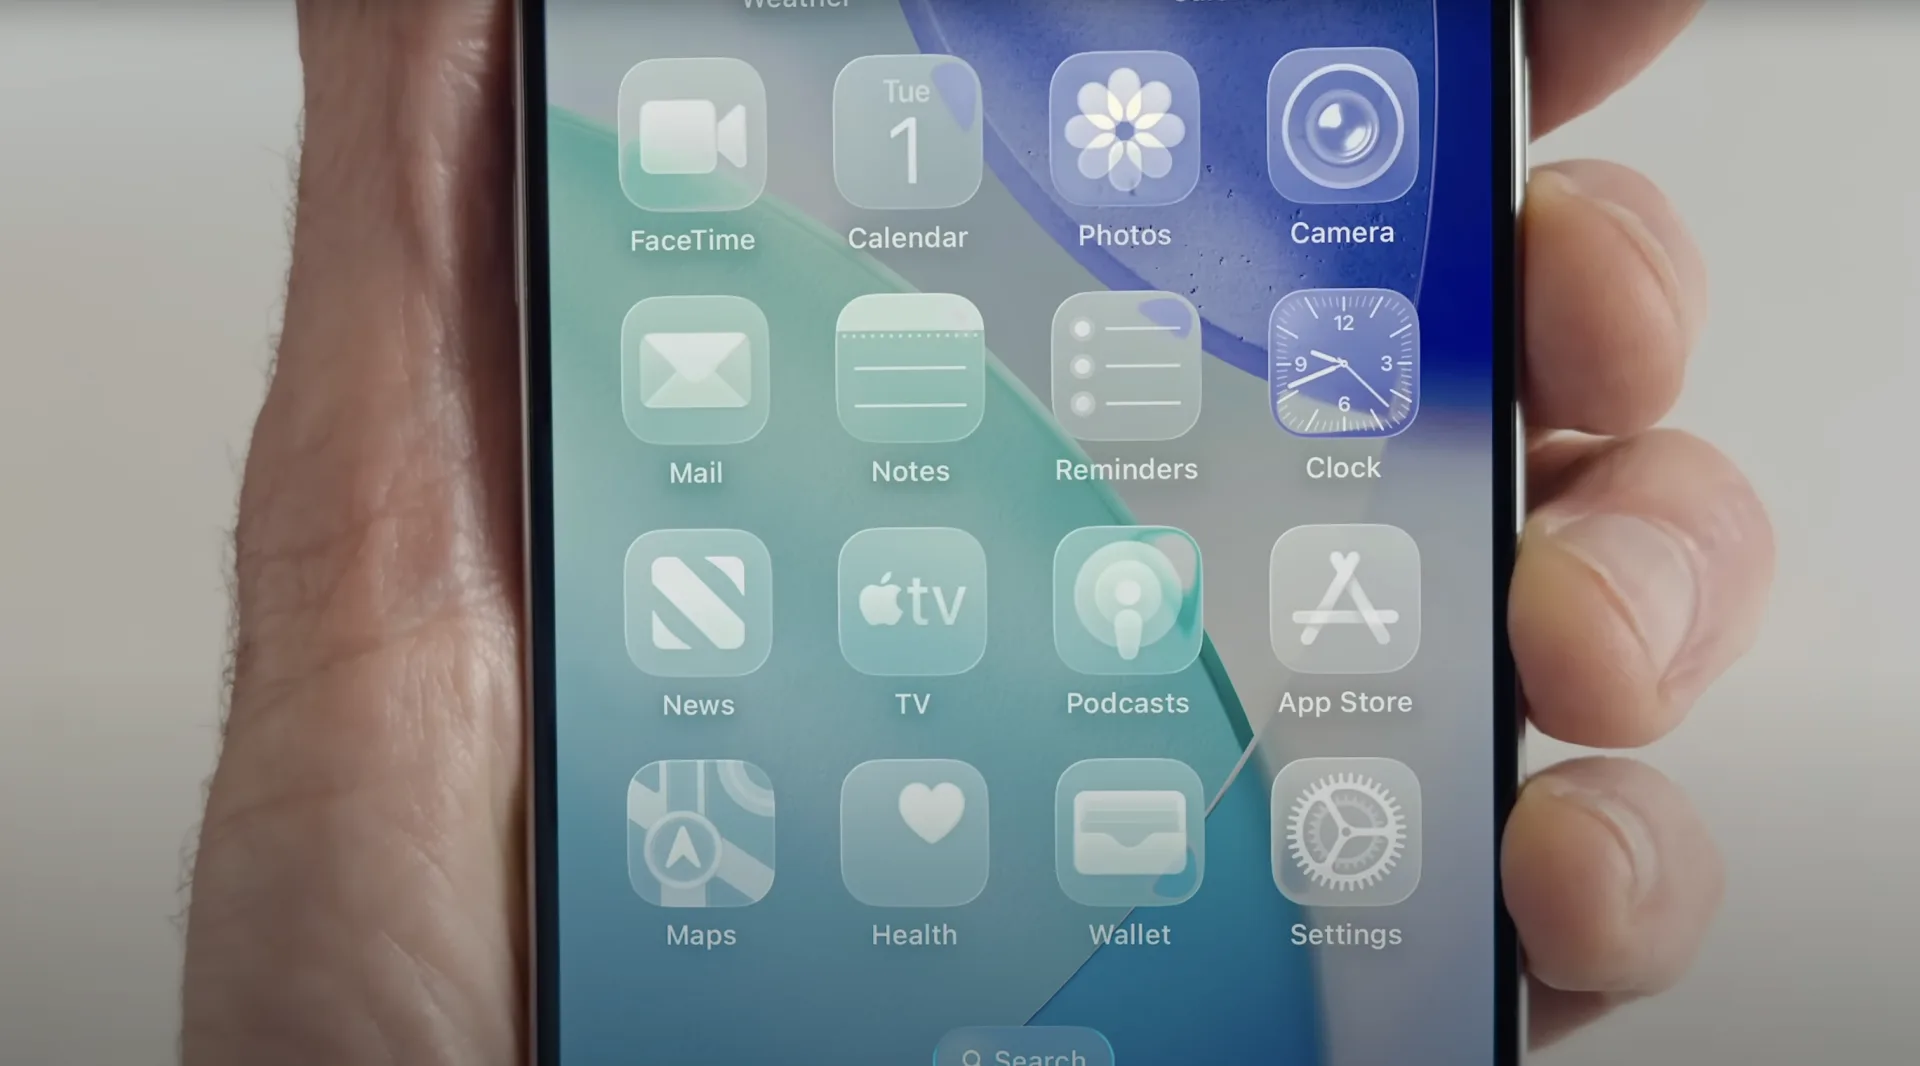 Weather
Tue
1
FaceTime
Calendar
Photos
Camera
12
9
3
6
Mail
Notes
Reminders
Clock
tv
News
TV
Podcasts
App Store
Maps
Health
Wallet
Settings
Search